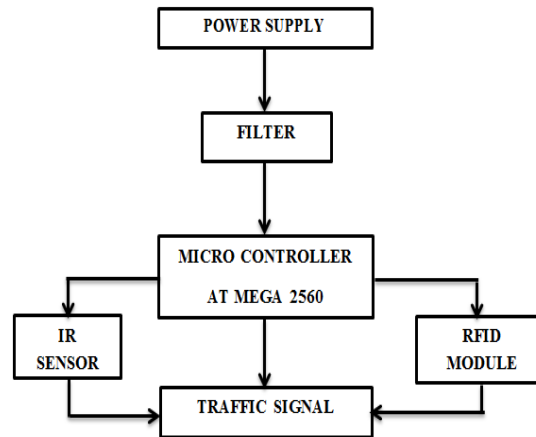 POWER SUPPLY
FILTER
MICRO CONTROLLER
AT MEGA 2560
IR
SENSOR
RFID
MODULE
TRAFFIC SIGNAL